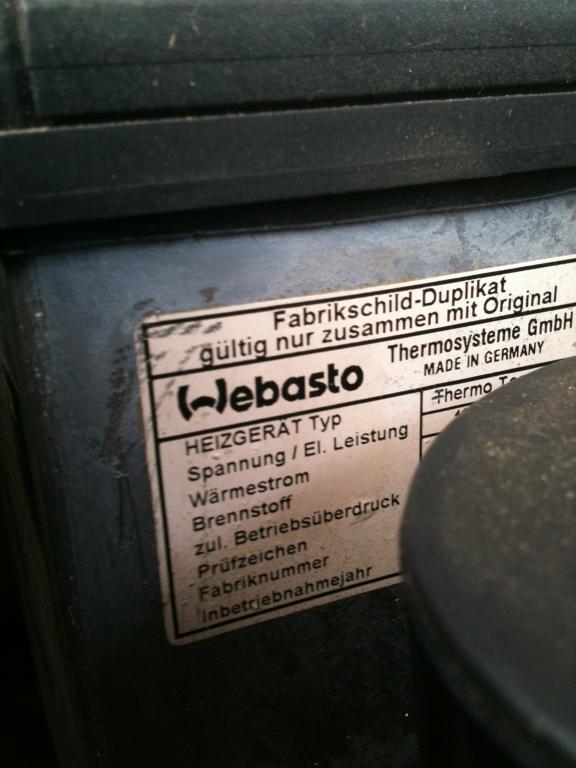 Fabrikschild-Duplikat
gültig nur zusammen mit Original
Webasto
Thermosysteme GmbH
MADE IN GERMANY
HEIZGERÄT Typ
Thermo
Spannung / El. Leistung
Wärmestrom
Brennstoff
zul. Betriebsüberdruck
Prüfzeichen
Fabriknummer
Inbetriebnahmejahr